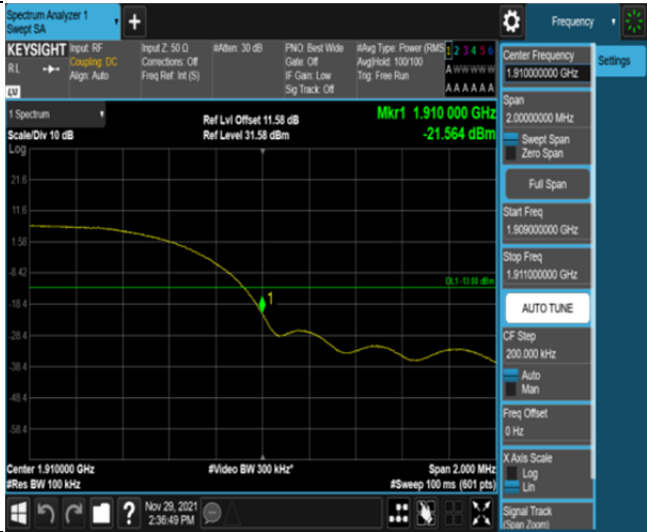 Spectrum Analyzer 1
Swept SA
+
Frequency
KEYSIGHT
RL
LV
Input: RF
Coupling: DC
Align: Auto
Input Z: 50 Ω
Corrections: Off
Freq Ref: Int (S)
#Atten: 30 dB
PNO: Best Wide
Gate: Off
IF Gain: Low
Sig Track: Off
#Avg Type: Power (RMS
Avg|Hold: 100/100
Trig: Free Run
1 2 3 4 5 6
A W W W W W
A A A A A A
1 Spectrum
Scale/Div 10 dB
Log
Ref Lvl Offset 11.58 dB
Ref Level 31.58 dBm
Mkr1 1.910 000 GHz
-21.564 dBm
21.6
11.6
1.58
-8.42
-18.4
-28.4
-38.4
-48.4
-58.4
DL1 -13.00 dBm
1
Center 1.910000 GHz
#Res BW 100 kHz
#Video BW 300 kHz*
Span 2.000 MHz
#Sweep 100 ms (601 pts)
Nov 29, 2021
2:36:49 PM
?
Center Frequency
1.910000000 GHz
Settings
Span
2.00000000 MHz
Swept Span
Zero Span
Full Span
Start Freq
1.909000000 GHz
Stop Freq
1.911000000 GHz
AUTO TUNE
CF Step
200.000 kHz
Auto
Man
Freq Offset
0 Hz
X Axis Scale
Log
Lin
Signal Track
(Span Zoom)